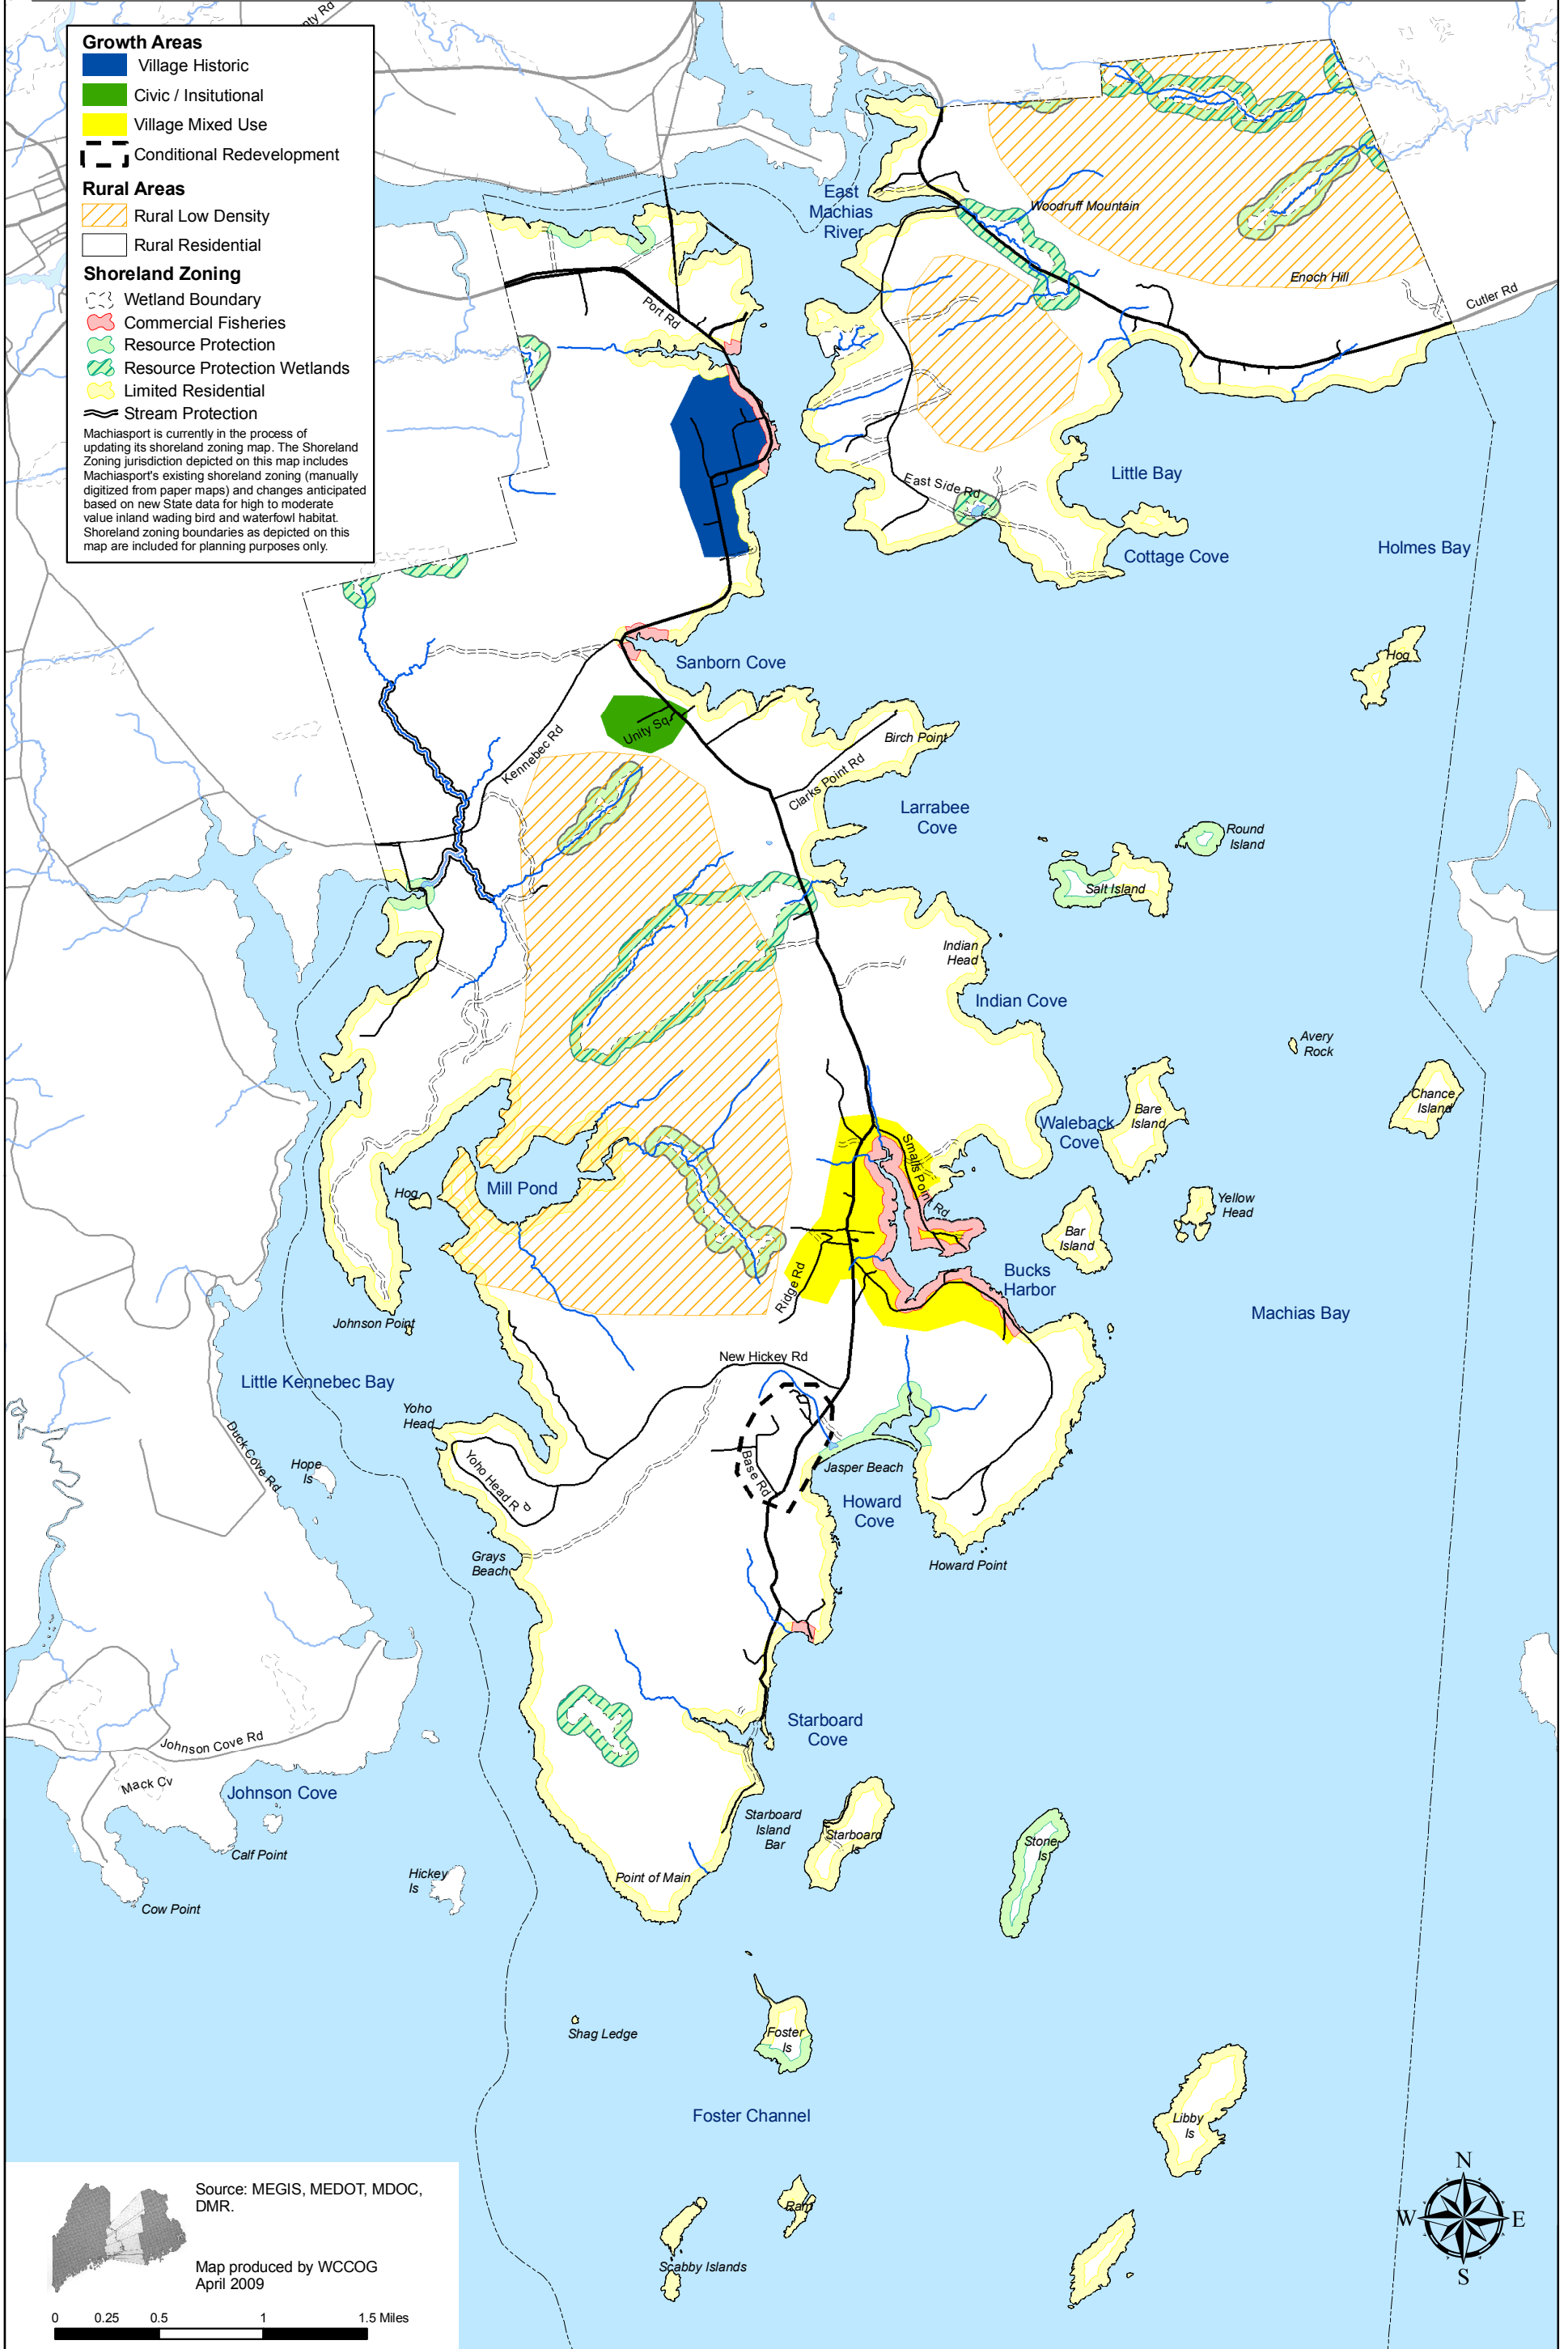 nty Rd
Growth Areas
Village Historic
Civic / Insitutional
Village Mixed Use
Conditional Redevelopment
Rural Areas
Rural Low Density
Rural Residential
Shoreland Zoning
Wetland Boundary
Commercial Fisheries
Resource Protection
Resource Protection Wetlands
Limited Residential
Stream Protection
Machiasport is currently in the process of
updating its shoreland zoning map. The Shoreland
Zoning jurisdiction depicted on this map includes
Machiasport's existing shoreland zoning (manually
digitized from paper maps) and changes anticipated
based on new State data for high to moderate
value inland wading bird and waterfowl habitat.
Shoreland zoning boundaries as depicted on this
map are included for planning purposes only.
East
Machias
River
Woodruff Mountain
Enoch Hill
Cutler Rd
Port Rd
Little Bay
East Side Rd
Cottage Cove
Holmes Bay
Sanborn Cove
Hog
Unity Sq
Kennebec Rd
Birch Point
Clarks Point Rd
Larrabee
Cove
Round
Island
Salt Island
Indian
Head
Indian Cove
Avery
Rock
Chance
Island
Bare
Island
Waleback
Cove
Smalls Point Rd
Mill Pond
Hog
Yellow
Head
Bar
Island
Bucks
Harbor
Ridge Rd
Machias Bay
Johnson Point
New Hickey Rd
Little Kennebec Bay
Yoho
Head
Duck Cove Rd
Hope
Is
Yoho Head Rd
Base Rd
Jasper Beach
Howard
Cove
Grays
Beach
Howard Point
Starboard
Cove
Johnson Cove Rd
Mack Cv
Johnson Cove
Starboard
Island
Bar
Starboard
Is
Stone
Is
Calf Point
Hickey
Is
Point of Main
Cow Point
Shag Ledge
Foster
Is
Foster Channel
Libby
Is
Ram
Scabby Islands
Source: MEGIS, MEDOT, MDOC,
DMR.
Map produced by WCCOG
April 2009
0 0.25 0.5 1 1.5 Miles
N
W E
S